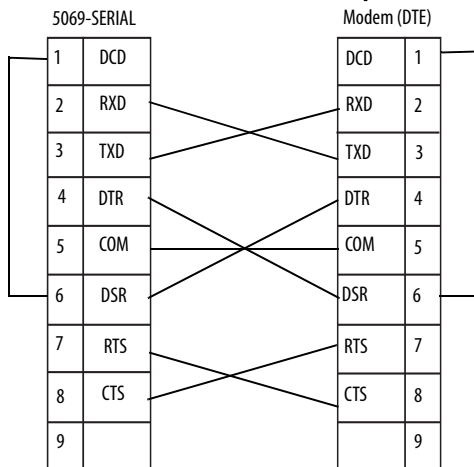 5069-SERIAL Modem (DTE)
1 DCD DCD 1
2 RXD RXD 2
3 TXD TXD 3
4 DTR DTR 4
5 COM COM 5
6 DSR DSR 6
7 RTS RTS 7
8 CTS CTS 8
9 9